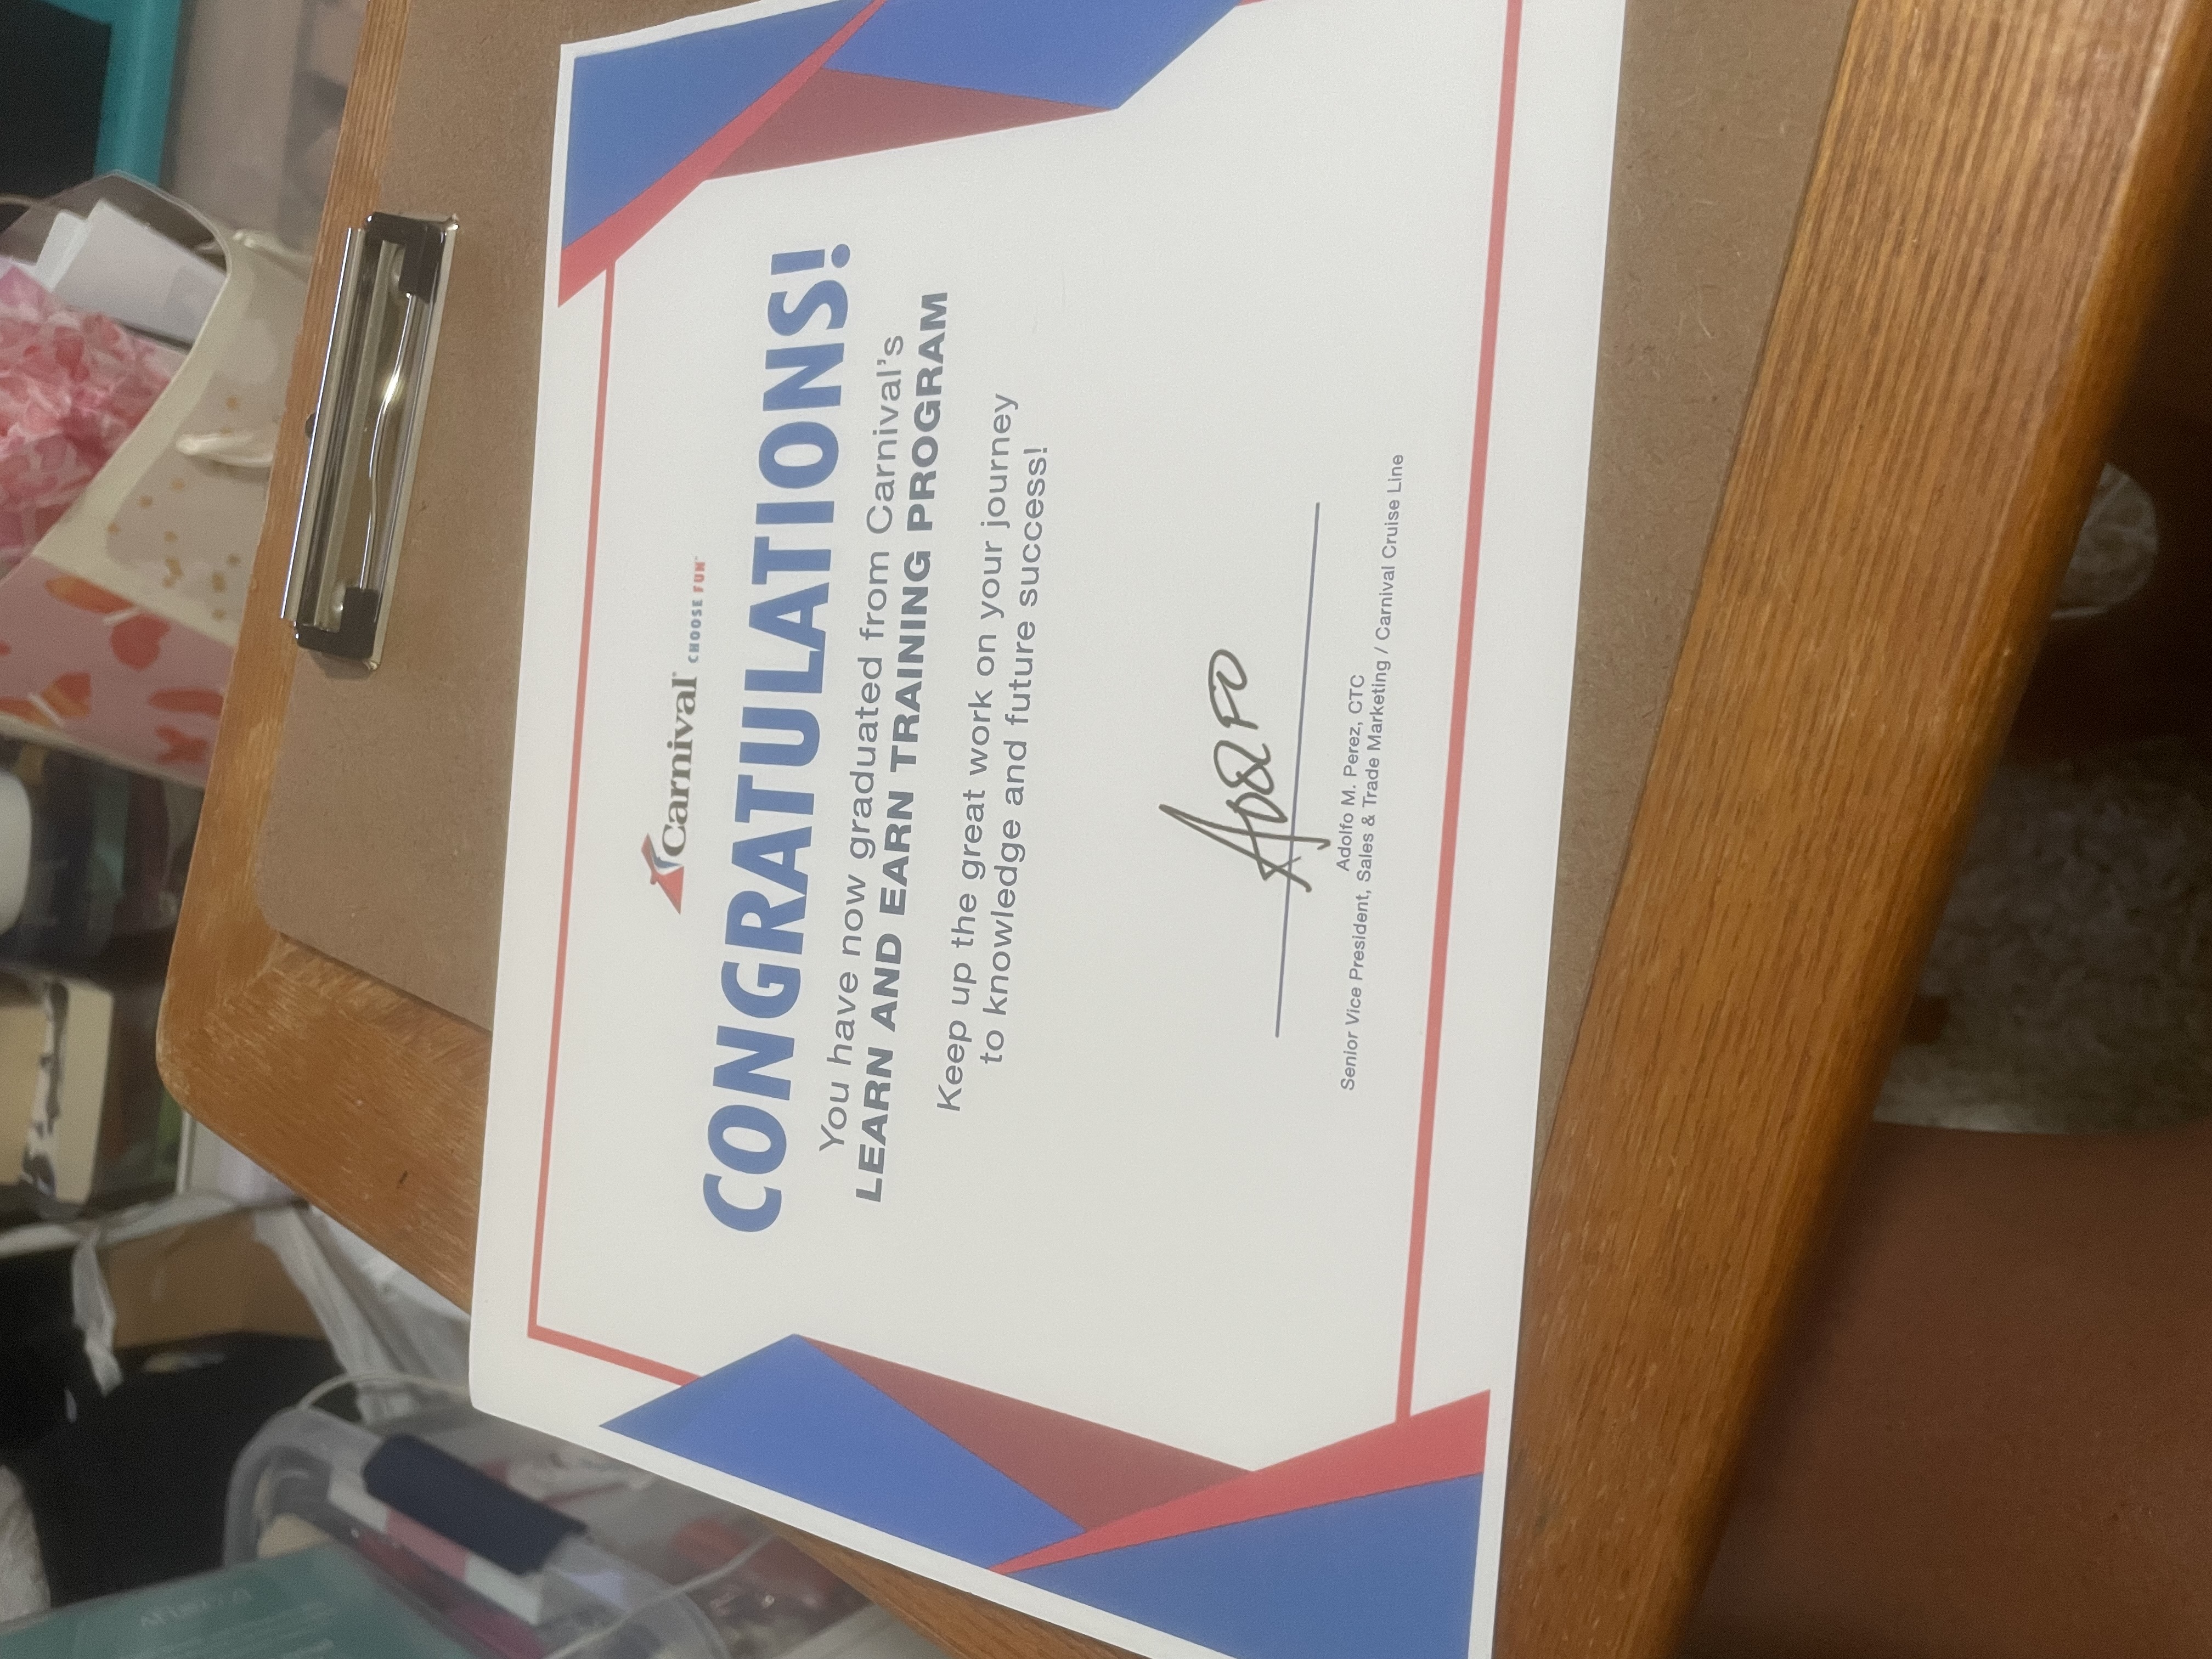 Carnival® CHOOSE FUN™
CONGRATULATIONS!
You have now graduated from Carnival's
LEARN AND EARN TRAINING PROGRAM
Keep up the great work on your journey
to knowledge and future success!
Adolfo M. Perez, CTC
Senior Vice President, Sales & Trade Marketing / Carnival Cruise Line